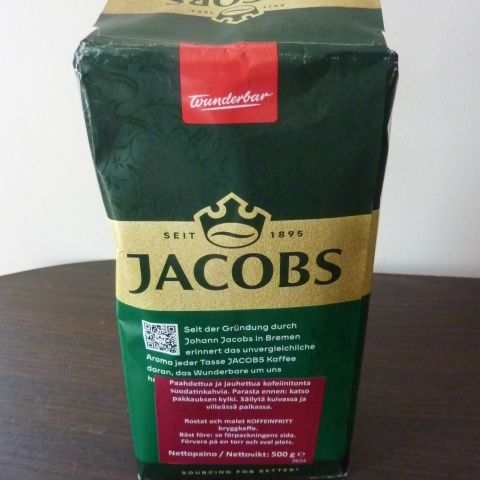 COBS
Wunderbar
SEIT 1895
JACOBS
Seit der Gründung durch
Johann Jacobs in Bremen
erinnert das unvergleichliche
Aroma jeder Tasse JACOBS Kaffee
daran, das Wunderbare um uns
Paahdettua ja jauhettua kofeiinitonta
suodatinkahvia. Parasta ennen: katso
pakkauksen kylki. Säilytä kuivassa ja
viileässä paikassa.
Rostat och malet KOFFEINFRITT
bryggkaffe.
Bäst före: se förpackningens sida.
Förvara på en torr och sval plats.
Nettopaino / Nettovikt: 500 g e
9654
SOURCING FOR BETTER*